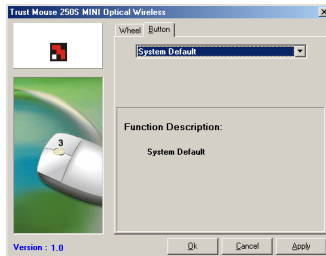 Trust Mouse 250S MINI Optical Wireless
Wheel Button
System Default
Function Description:
System Default
3
Version : 1.0
Ok Cancel Apply